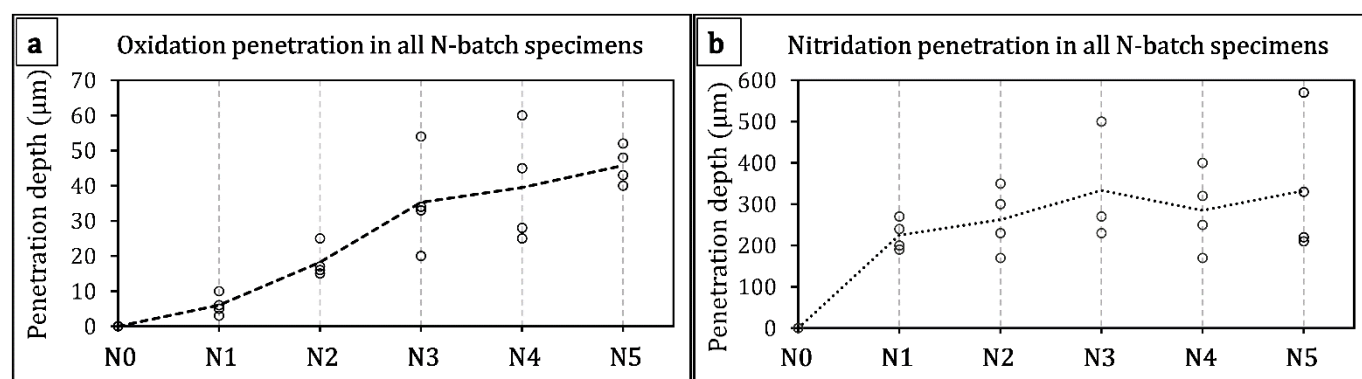 a
Oxidation penetration in all N-batch specimens
Penetration depth (μm)
70
60
50
40
30
20
10
0
N0 N1 N2 N3 N4 N5
b
Nitridation penetration in all N-batch specimens
Penetration depth (μm)
600
500
400
300
200
100
0
N0 N1 N2 N3 N4 N5